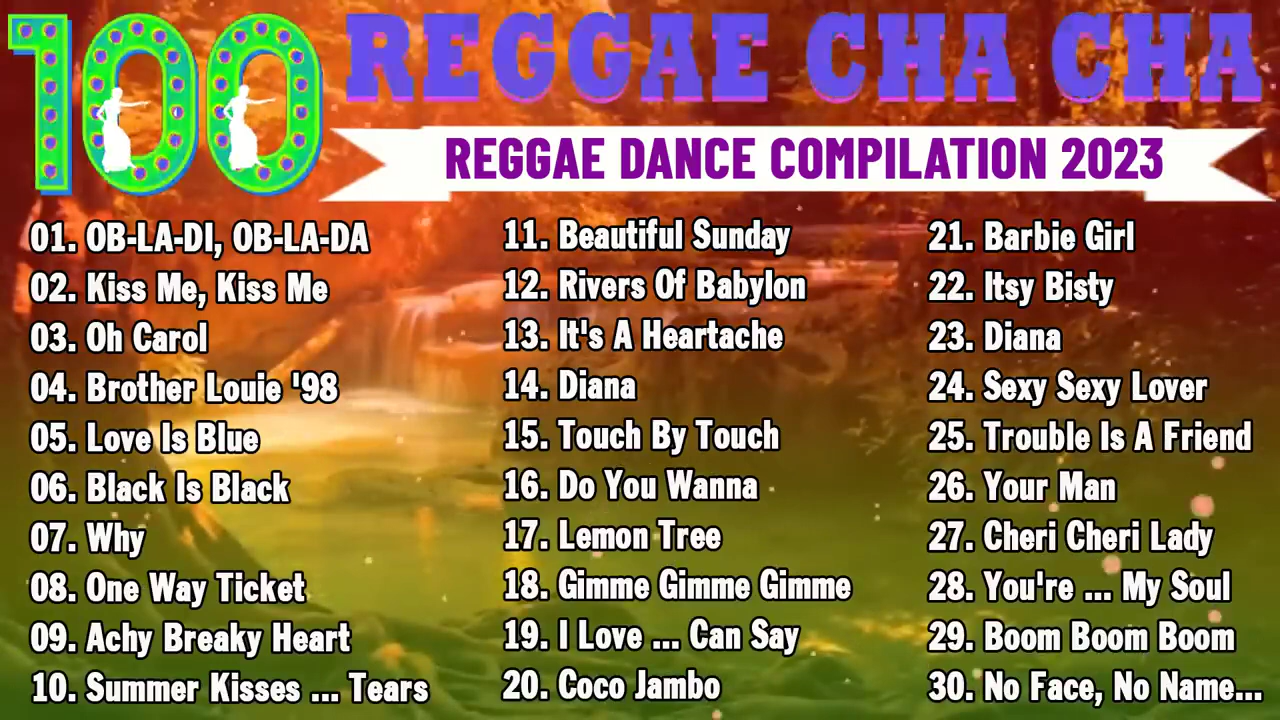 100 REGGAE CHA CHA
REGGAE DANCE COMPILATION 2023
01. OB-LA-DI, OB-LA-DA
02. Kiss Me, Kiss Me
03. Oh Carol
04. Brother Louie '98
05. Love Is Blue
06. Black Is Black
07. Why
08. One Way Ticket
09. Achy Breaky Heart
10. Summer Kisses ... Tears
11. Beautiful Sunday
12. Rivers Of Babylon
13. It's A Heartache
14. Diana
15. Touch By Touch
16. Do You Wanna
17. Lemon Tree
18. Gimme Gimme Gimme
19. I Love ... Can Say
20. Coco Jambo
21. Barbie Girl
22. Itsy Bisty
23. Diana
24. Sexy Sexy Lover
25. Trouble Is A Friend
26. Your Man
27. Cheri Cheri Lady
28. You're ... My Soul
29. Boom Boom Boom
30. No Face, No Name...